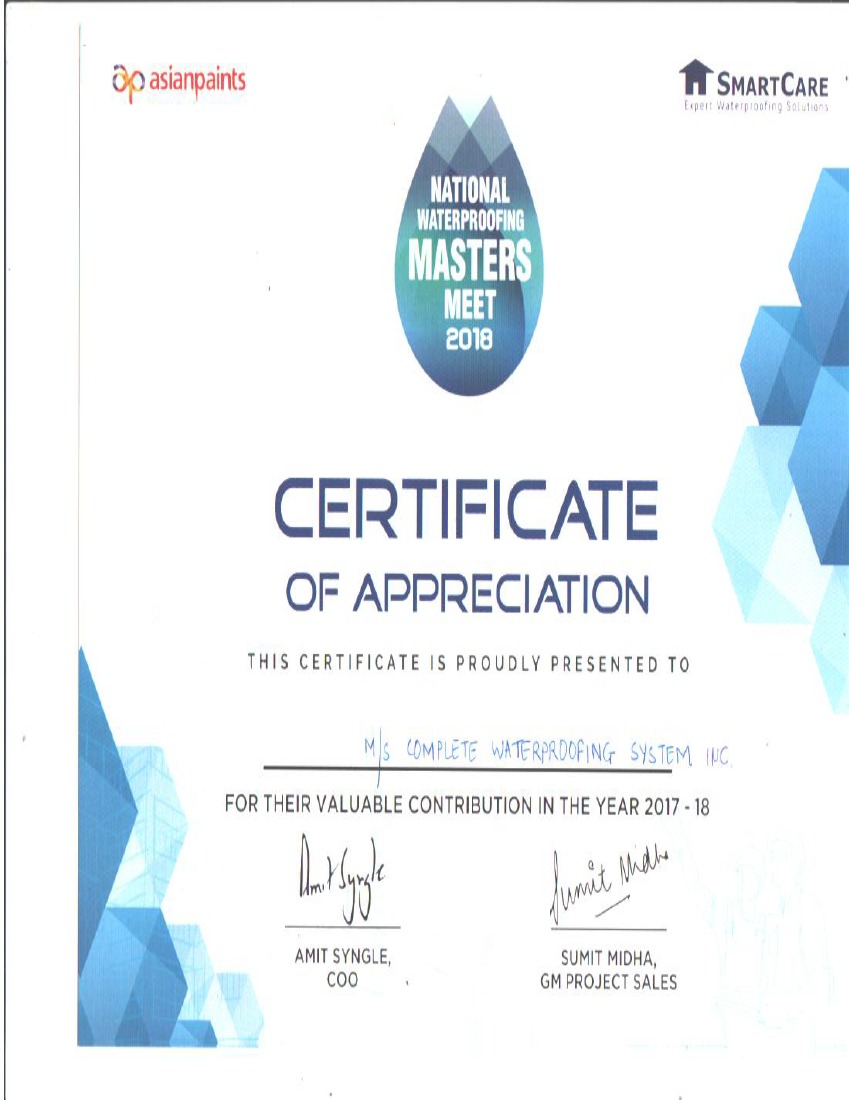 asianpaints
SMARTCARE
Expert Waterproofing Solutions
NATIONAL
WATERPROOFING
MASTERS
MEET
2018
CERTIFICATE
OF APPRECIATION
THIS CERTIFICATE IS PROUDLY PRESENTED TO
M/S COMPLETE WATERPROOFING SYSTEM INC.
FOR THEIR VALUABLE CONTRIBUTION IN THE YEAR 2017 - 18
Amit Syngle
Sumit Midha
AMIT SYNGLE,
COO
SUMIT MIDHA,
GM PROJECT SALES